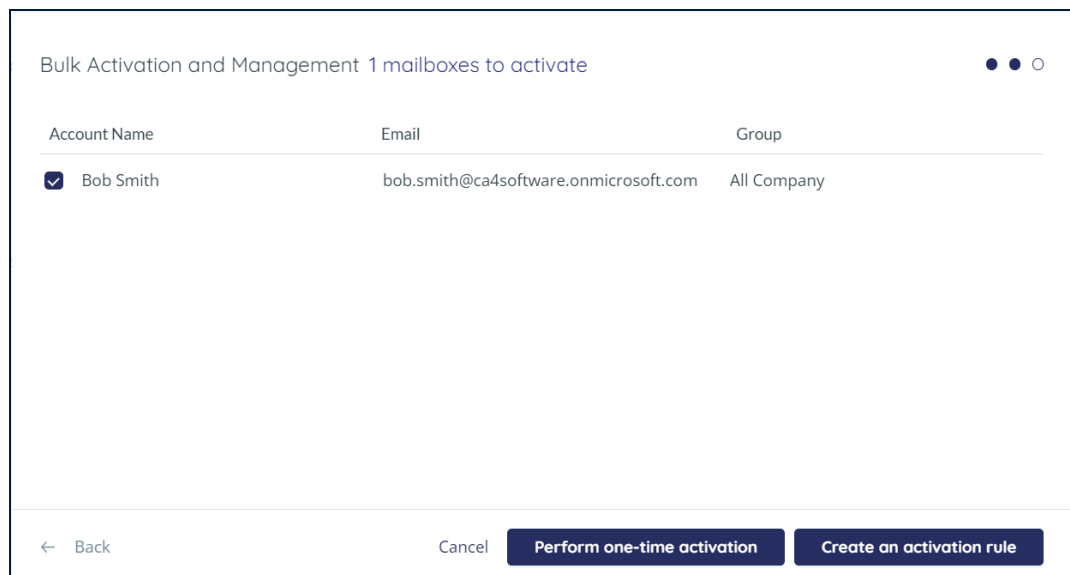 Bulk Activation and Management 1 mailboxes to activate
Account Name Email Group
Bob Smith bob.smith@ca4software.onmicrosoft.com All Company
← Back Cancel Perform one-time activation Create an activation rule